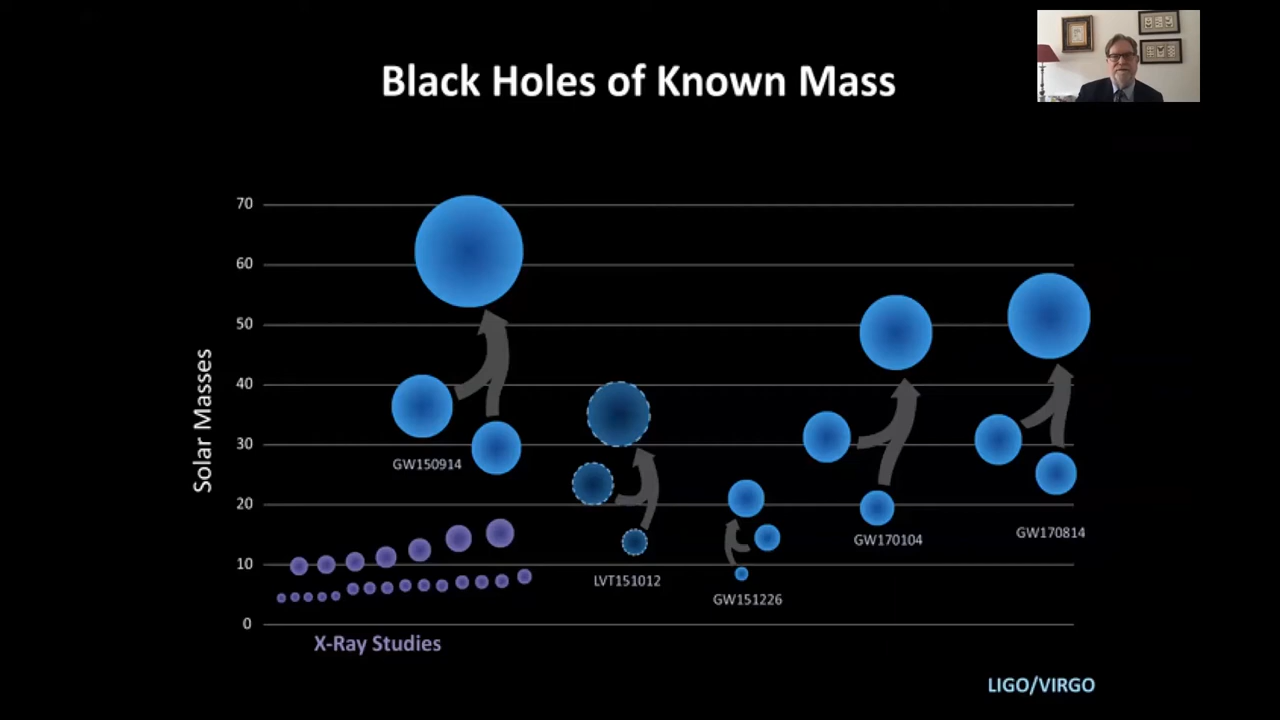 Black Holes of Known Mass
70
60
50
40
30
20
10
0
Solar Masses
GW150914
LVT151012
GW151226
GW170104
GW170814
X-Ray Studies
LIGO/VIRGO